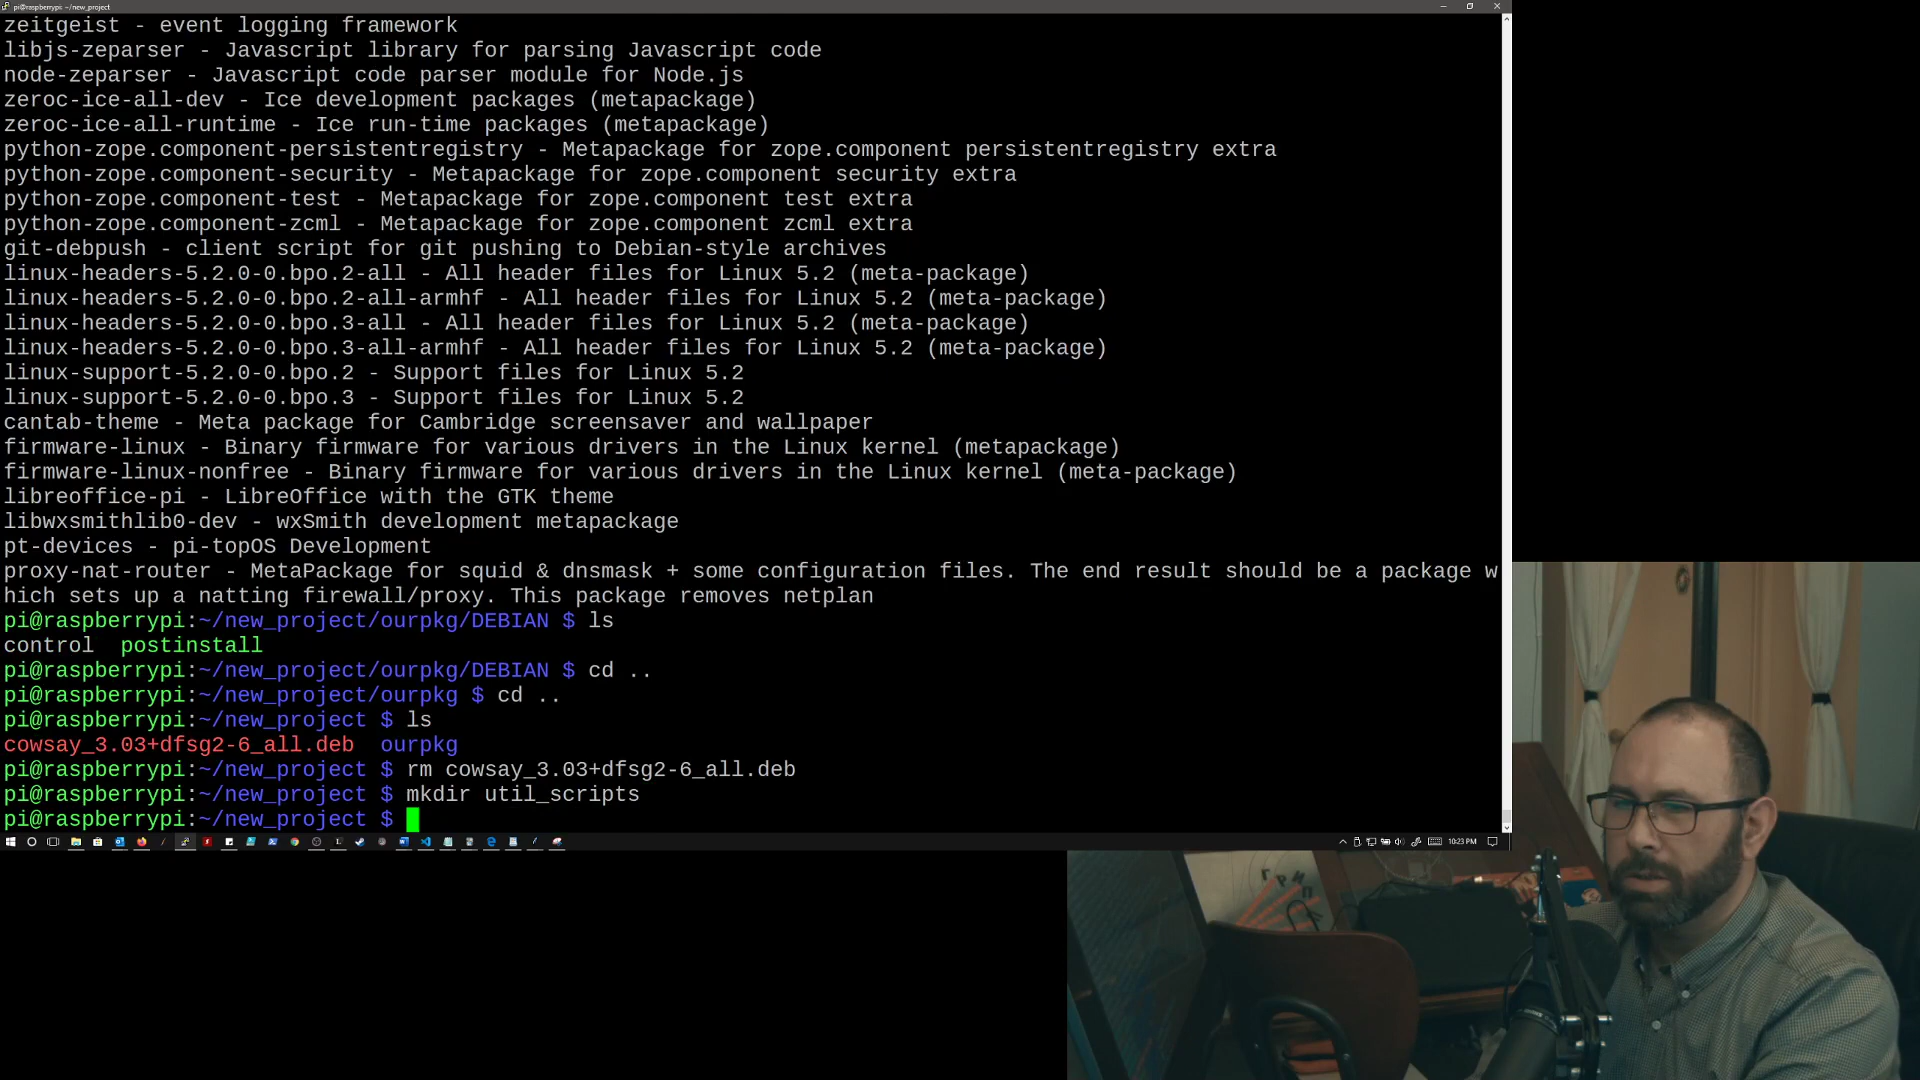 pi@raspberrypi: ~/new_project
zeitgeist - event logging framework
libjs-zeparser - Javascript library for parsing Javascript code
node-zeparser - Javascript code parser module for Node.js
zeroc-ice-all-dev - Ice development packages (metapackage)
zeroc-ice-all-runtime - Ice run-time packages (metapackage)
python-zope.component-persistentregistry - Metapackage for zope.component persistentregistry extra
python-zope.component-security - Metapackage for zope.component security extra
python-zope.component-test - Metapackage for zope.component test extra
python-zope.component-zcml - Metapackage for zope.component zcml extra
git-debpush - client script for git pushing to Debian-style archives
linux-headers-5.2.0-0.bpo.2-all - All header files for Linux 5.2 (meta-package)
linux-headers-5.2.0-0.bpo.2-all-armhf - All header files for Linux 5.2 (meta-package)
linux-headers-5.2.0-0.bpo.3-all - All header files for Linux 5.2 (meta-package)
linux-headers-5.2.0-0.bpo.3-all-armhf - All header files for Linux 5.2 (meta-package)
linux-support-5.2.0-0.bpo.2 - Support files for Linux 5.2
linux-support-5.2.0-0.bpo.3 - Support files for Linux 5.2
cantab-theme - Meta package for Cambridge screensaver and wallpaper
firmware-linux - Binary firmware for various drivers in the Linux kernel (metapackage)
firmware-linux-nonfree - Binary firmware for various drivers in the Linux kernel (meta-package)
libreoffice-pi - LibreOffice with the GTK theme
libwxsmithlib0-dev - wxSmith development metapackage
pt-devices - pi-topOS Development
proxy-nat-router - MetaPackage for squid & dnsmask + some configuration files. The end result should be a package w
hich sets up a natting firewall/proxy. This package removes netplan
pi@raspberrypi:~/new_project/ourpkg/DEBIAN $ ls
control  postinstall
pi@raspberrypi:~/new_project/ourpkg/DEBIAN $ cd ..
pi@raspberrypi:~/new_project/ourpkg $ cd ..
pi@raspberrypi:~/new_project $ ls
cowsay_3.03+dfsg2-6_all.deb  ourpkg
pi@raspberrypi:~/new_project $ rm cowsay_3.03+dfsg2-6_all.deb
pi@raspberrypi:~/new_project $ mkdir util_scripts
pi@raspberrypi:~/new_project $
10:23 PM
ГРИП